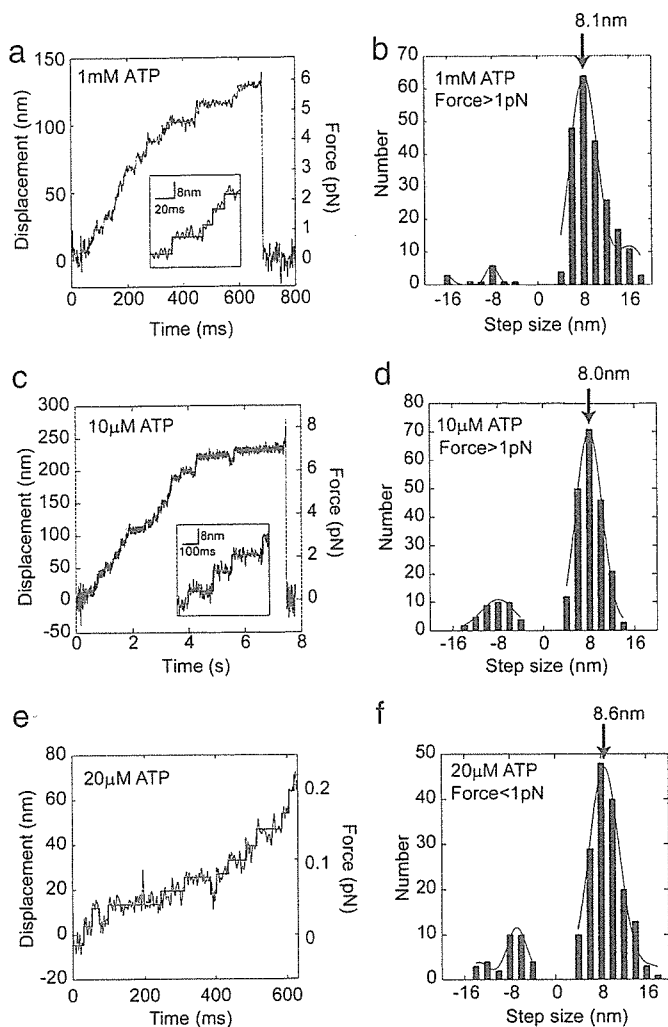 a
1mM ATP
Displacement (nm)
150
100
50
0
Force (pN)
6
5
4
3
2
1
0
8nm
20ms
0 200 400 600 800
Time (ms)
b
8.1nm
1mM ATP
Force>1pN
Number
70
60
50
40
30
20
10
0
-16 -8 0 8 16
Step size (nm)
c
10μM ATP
Displacement (nm)
300
250
200
150
100
50
0
-50
Force (pN)
8
6
4
2
0
8nm
100ms
0 2 4 6 8
Time (s)
d
8.0nm
10μM ATP
Force>1pN
Number
80
70
60
50
40
30
20
10
0
-16 -8 0 8 16
Step size (nm)
e
20μM ATP
Displacement (nm)
80
60
40
20
0
-20
Force (pN)
0.2
0.1
0
0 200 400 600
Time (ms)
f
8.6nm
20μM ATP
Force<1pN
Number
50
40
30
20
10
0
-16 -8 0 8 16
Step size (nm)